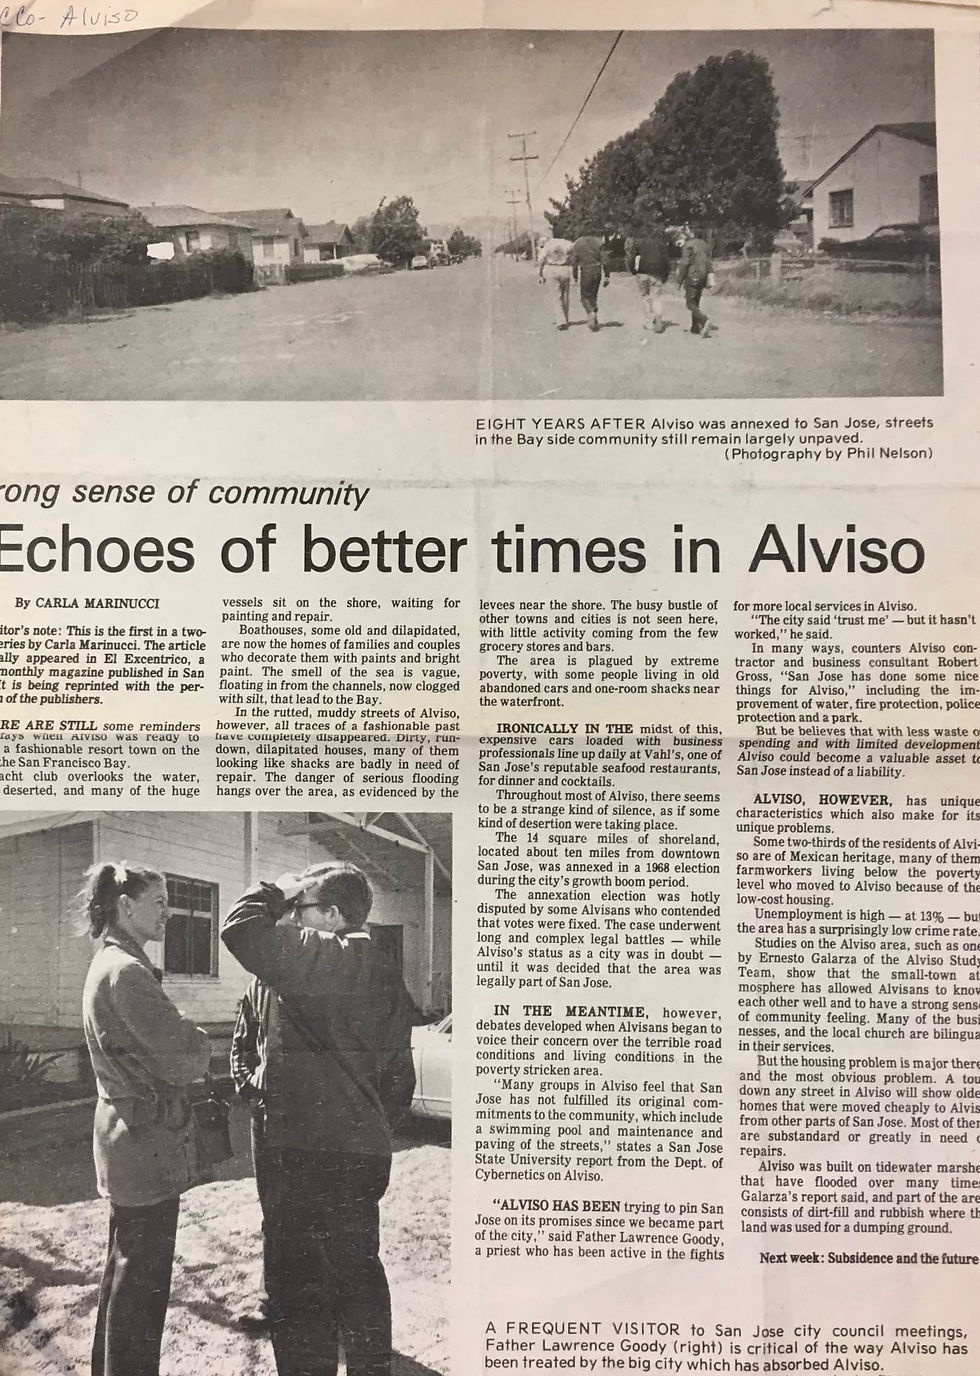 CCo- Alviso
EIGHT YEARS AFTER Alviso was annexed to San Jose, streets
in the Bay side community still remain largely unpaved.
(Photography by Phil Nelson)
rong sense of community
Echoes of better times in Alviso
By CARLA MARINUCCI
itor's note: This is the first in a two-
eries by Carla Marinucci. The article
ally appeared in El Excentrico, a
monthly magazine published in San
It is being reprinted with the per-
n of the publishers.
RE ARE STILL some reminders
days when Alviso was ready to
a fashionable resort town on the
the San Francisco Bay.
acht club overlooks the water,
deserted, and many of the huge
vessels sit on the shore, waiting for
painting and repair.
Boathouses, some old and dilapidated,
are now the homes of families and couples
who decorate them with paints and bright
paint. The smell of the sea is vague,
floating in from the channels, now clogged
with silt, that lead to the Bay.
In the rutted, muddy streets of Alviso,
however, all traces of a fashionable past
have completely disappeared. Dirty, run-
down, dilapitated houses, many of them
looking like shacks are badly in need of
repair. The danger of serious flooding
hangs over the area, as evidenced by the
levees near the shore. The busy bustle of
other towns and cities is not seen here,
with little activity coming from the few
grocery stores and bars.
The area is plagued by extreme
poverty, with some people living in old
abandoned cars and one-room shacks near
the waterfront.
IRONICALLY IN THE midst of this,
expensive cars loaded with business
professionals line up daily at Vahl's, one of
San Jose's reputable seafood restaurants,
for dinner and cocktails.
Throughout most of Alviso, there seems
to be a strange kind of silence, as if some
kind of desertion were taking place.
The 14 square miles of shoreland,
located about ten miles from downtown
San Jose, was annexed in a 1968 election
during the city's growth boom period.
The annexation election was hotly
disputed by some Alvisans who contended
that votes were fixed. The case underwent
long and complex legal battles — while
Alviso's status as a city was in doubt —
until it was decided that the area was
legally part of San Jose.
IN THE MEANTIME, however,
debates developed when Alvisans began to
voice their concern over the terrible road
conditions and living conditions in the
poverty stricken area.
"Many groups in Alviso feel that San
Jose has not fulfilled its original com-
mitments to the community, which include
a swimming pool and maintenance and
paving of the streets," states a San Jose
State University report from the Dept. of
Cybernetics on Alviso.
"ALVISO HAS BEEN trying to pin San
Jose on its promises since we became part
of the city," said Father Lawrence Goody,
a priest who has been active in the fights
for more local services in Alviso.
"The city said 'trust me' — but it hasn't
worked," he said.
In many ways, counters Alviso con-
tractor and business consultant Robert
Gross, "San Jose has done some nice
things for Alviso," including the im-
provement of water, fire protection, police
protection and a park.
But he believes that with less waste o
spending and with limited development
Alviso could become a valuable asset to
San Jose instead of a liability.
ALVISO, HOWEVER, has unique
characteristics which also make for its
unique problems.
Some two-thirds of the residents of Alvi-
so are of Mexican heritage, many of them
farmworkers living below the poverty
level who moved to Alviso because of the
low-cost housing.
Unemployment is high — at 13% — but
the area has a surprisingly low crime rate.
Studies on the Alviso area, such as one
by Ernesto Galarza of the Alviso Study
Team, show that the small-town at
mosphere has allowed Alvisans to know
each other well and to have a strong sense
of community feeling. Many of the busi
nesses, and the local church are bilingua
in their services.
But the housing problem is major there
and the most obvious problem. A tou
down any street in Alviso will show olde
homes that were moved cheaply to Alvis
from other parts of San Jose. Most of ther
are substandard or greatly in need o
repairs.
Alviso was built on tidewater marshe
that have flooded over many time
Galarza's report said, and part of the are
consists of dirt-fill and rubbish where th
land was used for a dumping ground.
Next week: Subsidence and the future
A FREQUENT VISITOR to San Jose city council meetings,
Father Lawrence Goody (right) is critical of the way Alviso has
been treated by the big city which has absorbed Alviso.